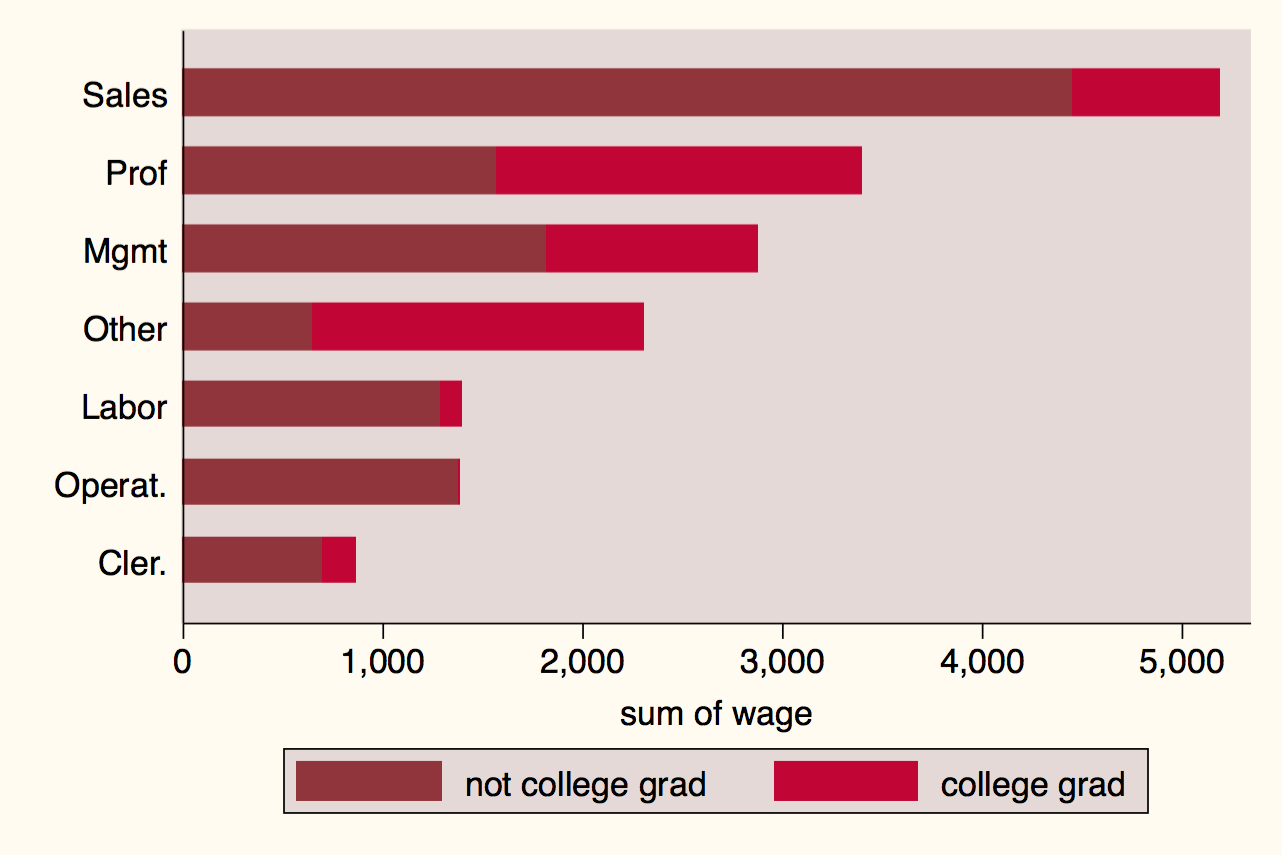 Sales
Prof
Mgmt
Other
Labor
Operat.
Cler.
0 1,000 2,000 3,000 4,000 5,000
sum of wage
not college grad college grad